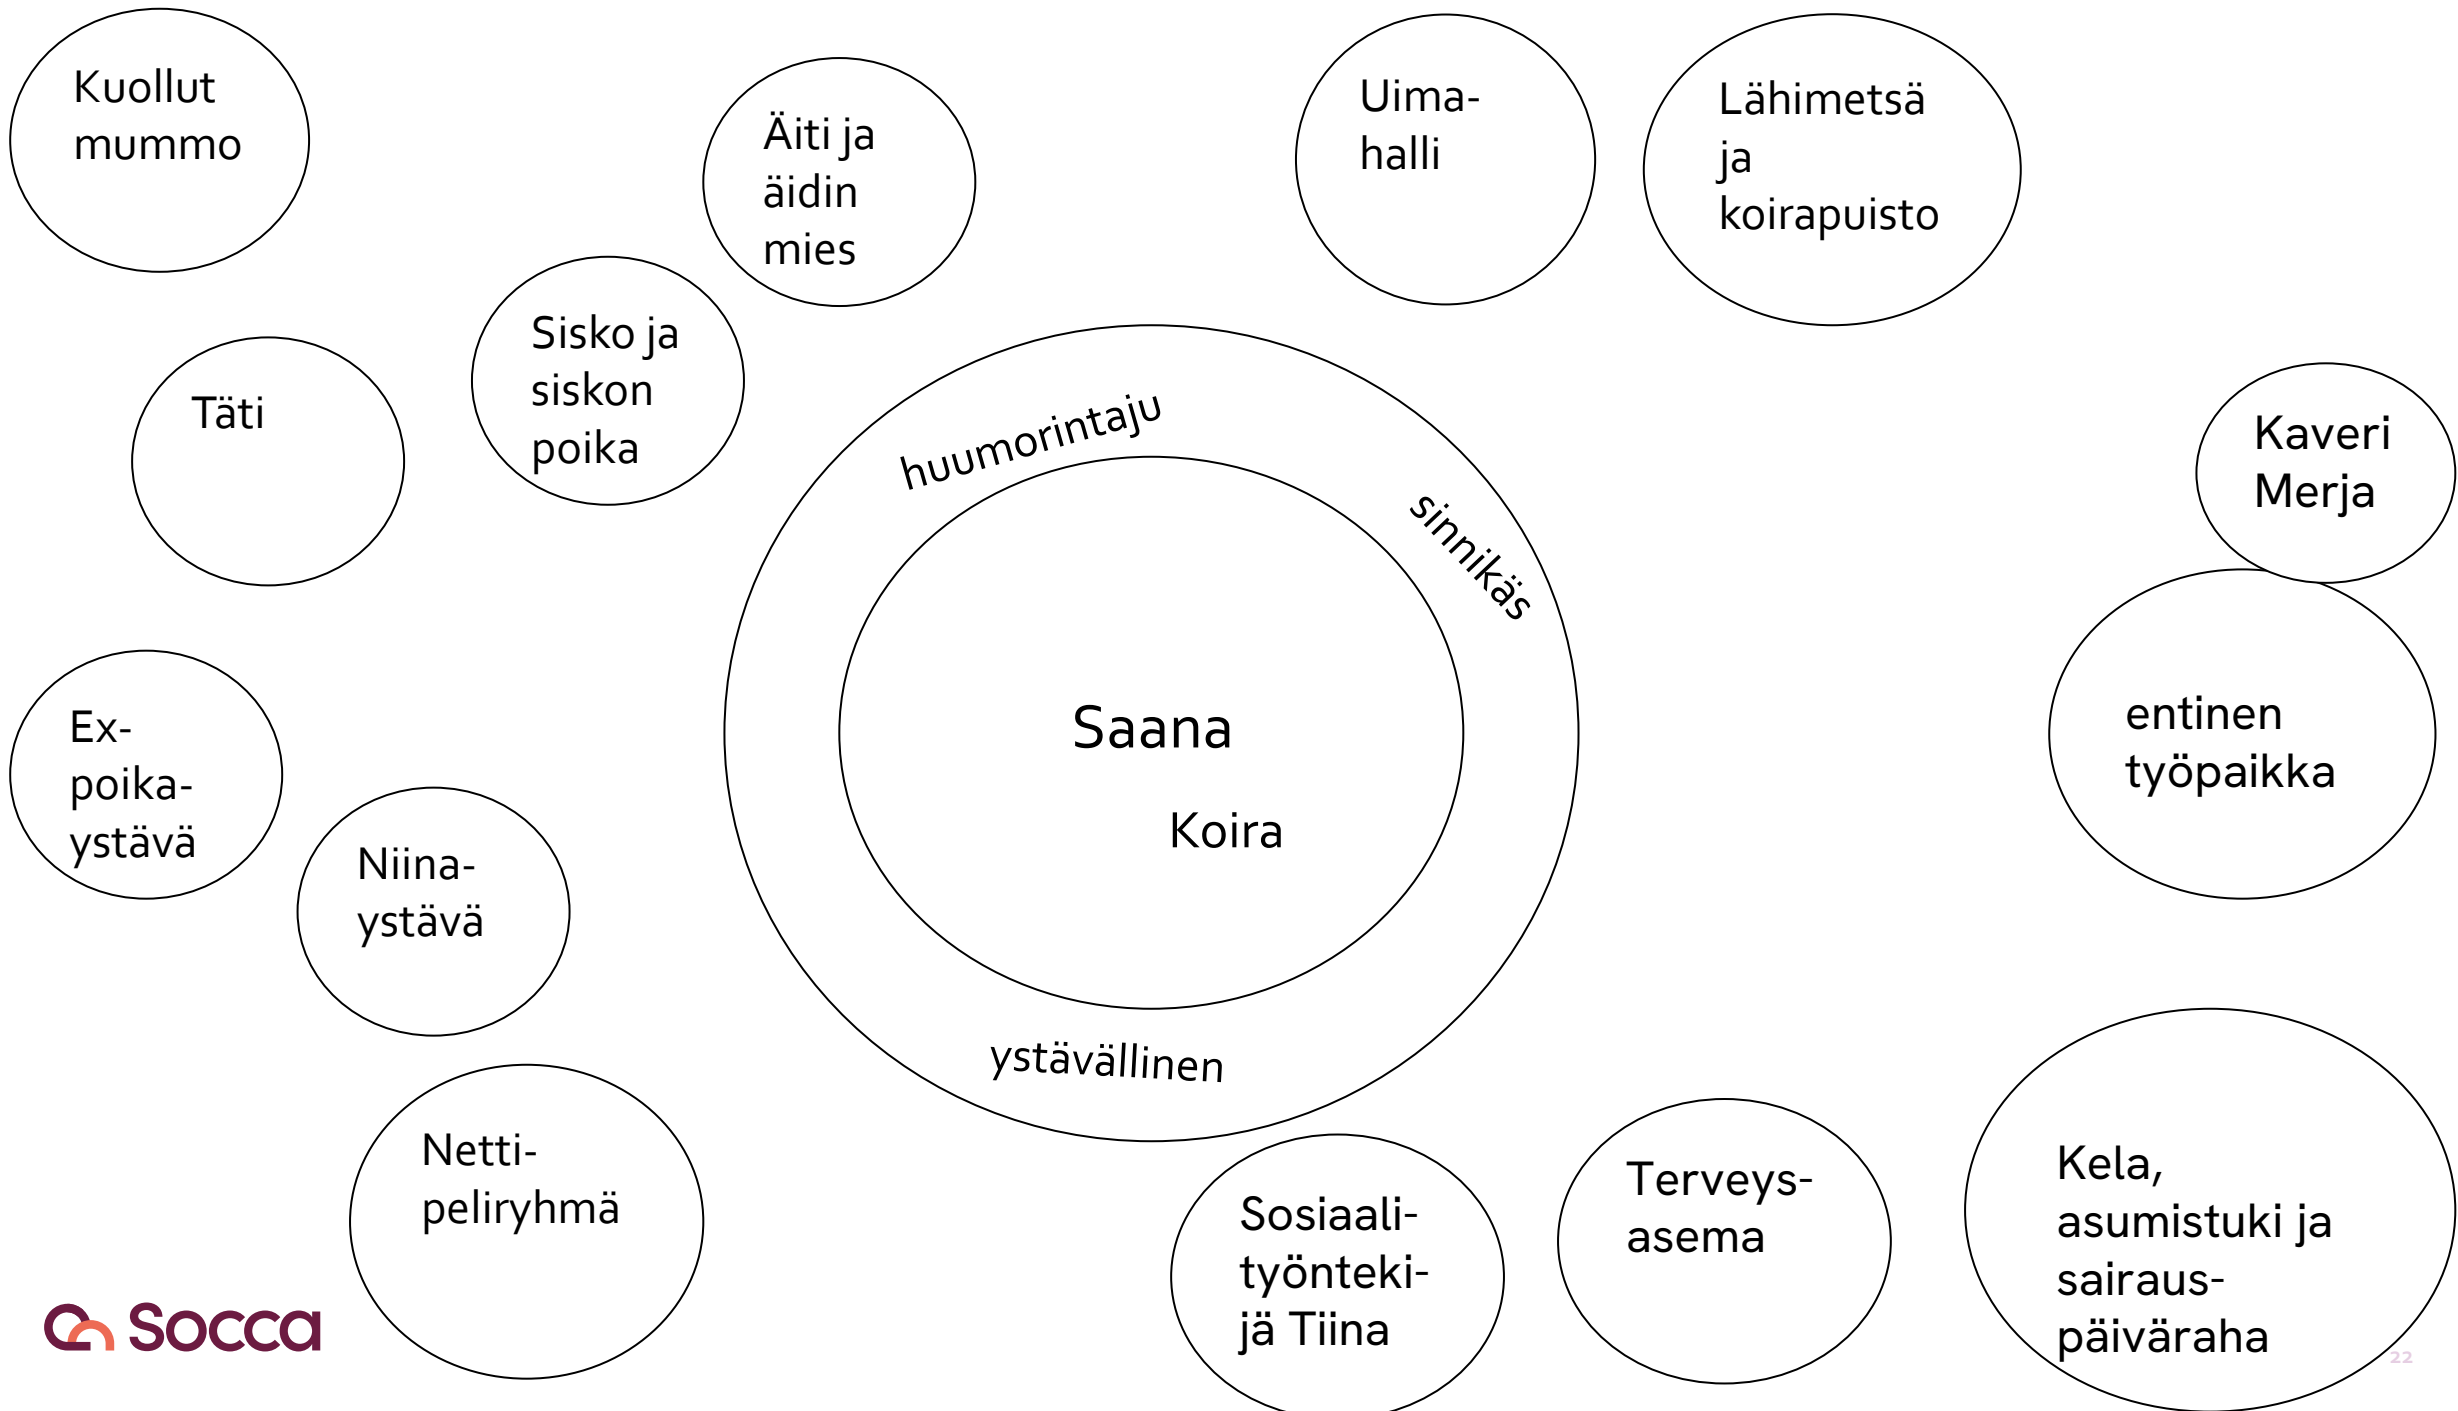 Kuollut
mummo
Äiti ja
äidin
mies
Uima-
halli
Lähimetsä
ja
koirapuisto
Sisko ja
siskon
poika
Täti
Kaveri
Merja
huumorintaju
sinnikäs
Ex-
poika-
ystävä
Niina-
ystävä
Saana
Koira
entinen
työpaikka
ystävällinen
Netti-
peliryhmä
Sosiaali-
työnteki-
jä Tiina
Terveys-
asema
Kela,
asumistuki ja
sairaus-
päiväraha
Socca
22